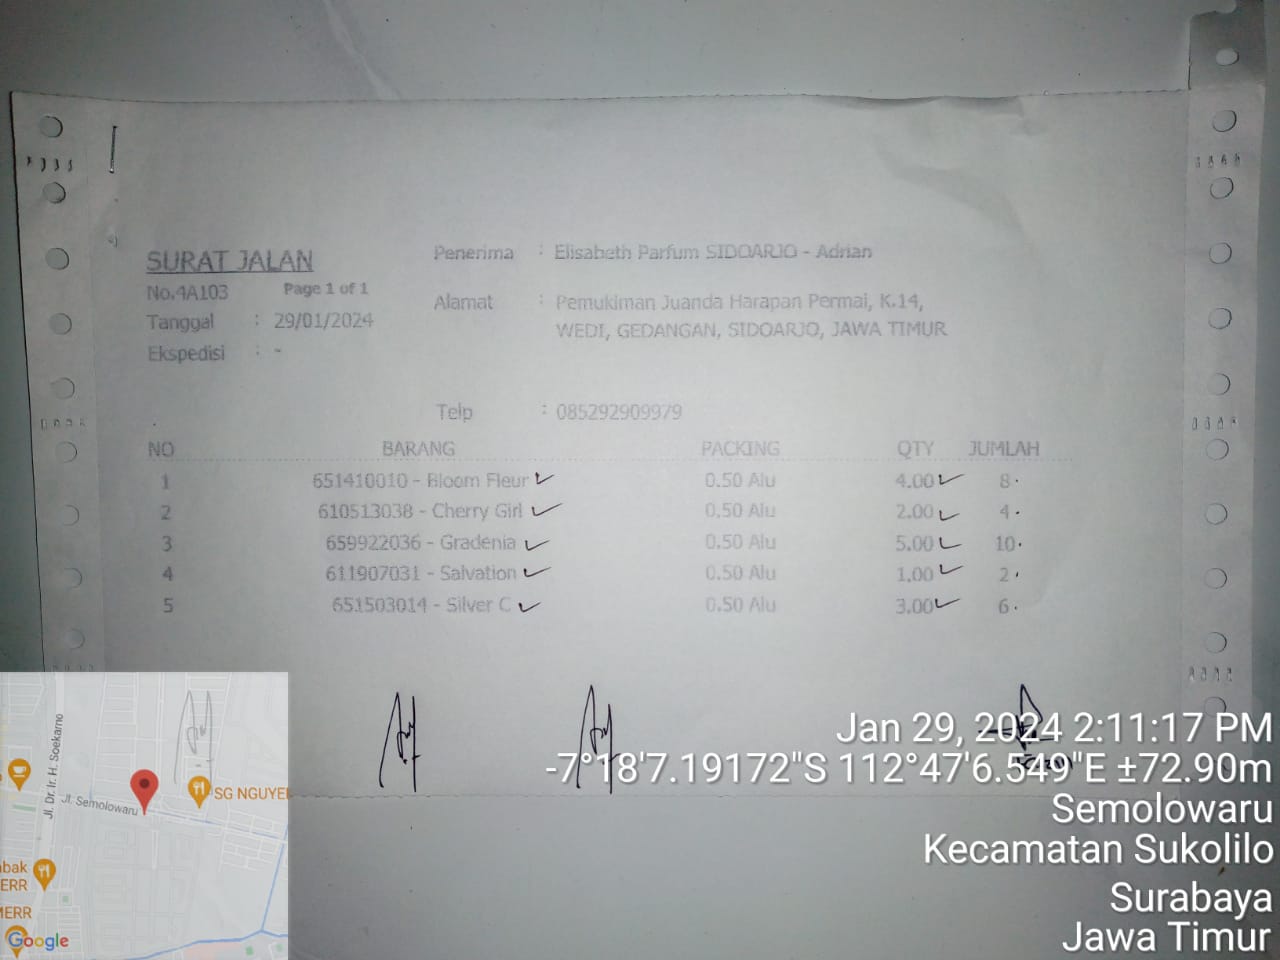 SURAT JALAN
No.4A103 Page 1 of 1
Tanggal : 29/01/2024
Ekspedisi : -
Penerima : Elisabeth Parfum SIDOARJO - Adrian
Alamat : Pemukiman Juanda Harapan Permai, K.14,
WEDI, GEDANGAN, SIDOARJO, JAWA TIMUR
Telp : 085292909979
NO BARANG PACKING QTY JUMLAH
1 651410010 - Bloom Fleur 0.50 Alu 4.00 8
2 610513038 - Cherry Girl 0.50 Alu 2.00 4
3 659922036 - Gradenia 0.50 Alu 5.00 10
4 611907031 - Salvation 0.50 Alu 1.00 2
5 651503014 - Silver C 0.50 Alu 3.00 6
Jan 29, 2024 2:11:17 PM
-7°18'7.19172"S 112°47'6.549"E ±72.90m
Semolowaru
Kecamatan Sukolilo
Surabaya
Jawa Timur
Jl. Dr. Ir. H. Soekarno
Jl. Semolowaru
SG NGUYEL
bak
ERR
MERR
Google